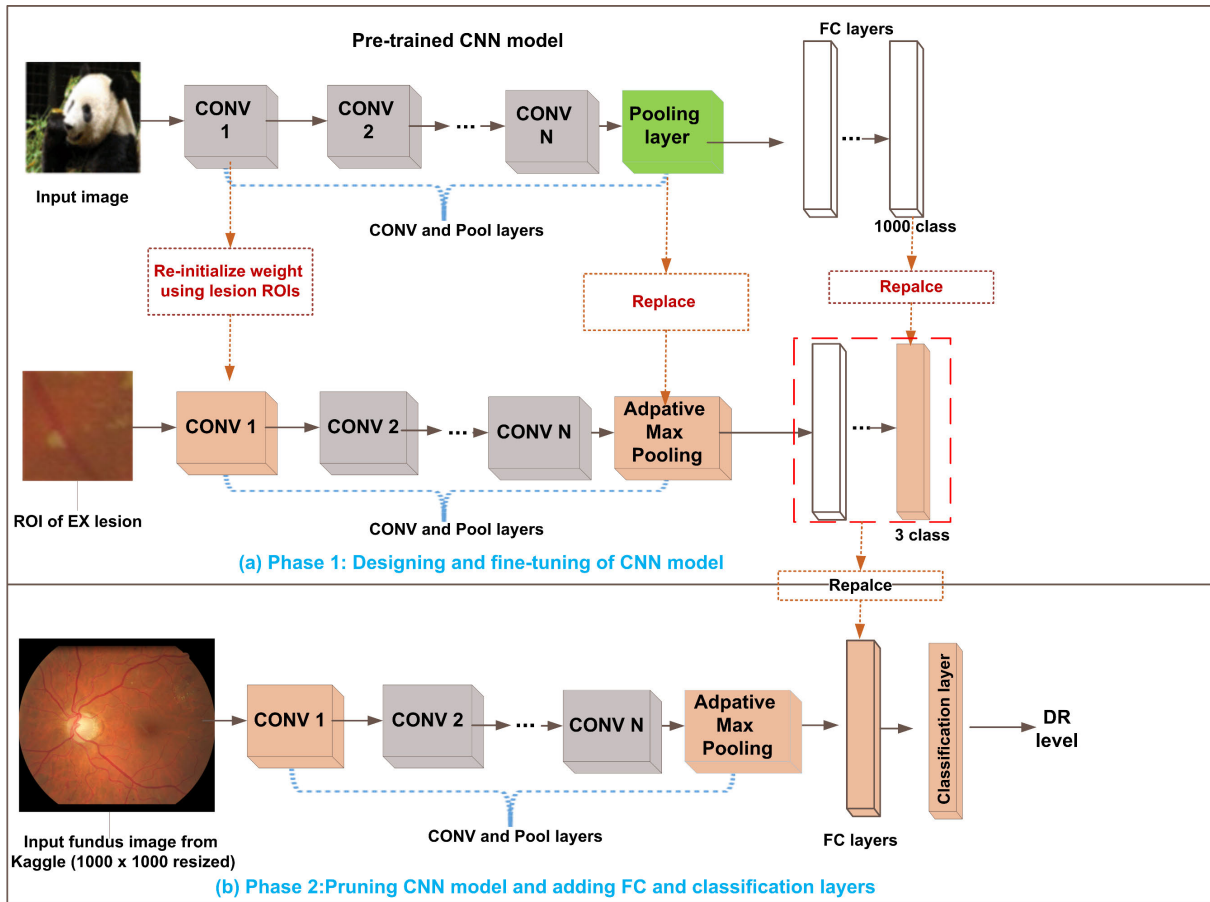 Pre-trained CNN model
FC layers
CONV
1
CONV
2
...
CONV
N
Pooling
layer
...
Input image
CONV and Pool layers
1000 class
Re-initialize weight
using lesion ROIs
Replace
Repalce
CONV 1
CONV 2
...
CONV N
Adpative
Max
Pooling
...
ROI of EX lesion
CONV and Pool layers
3 class
(a) Phase 1: Designing and fine-tuning of CNN model
Repalce
CONV 1
CONV 2
...
CONV N
Adpative
Max
Pooling
Classification layer
DR
level
Input fundus image from
Kaggle (1000 x 1000 resized)
CONV and Pool layers
FC layers
(b) Phase 2:Pruning CNN model and adding FC and classification layers